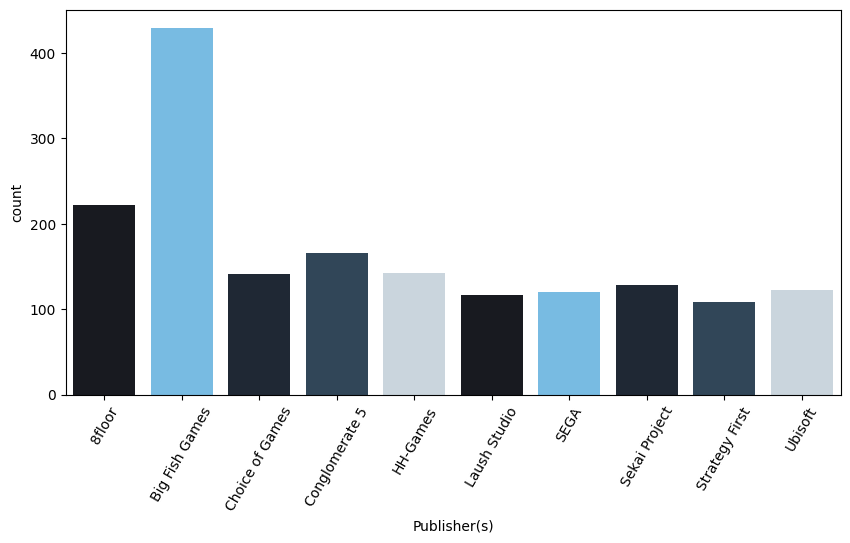 count
400
300
200
100
0
8floor
Big Fish Games
Choice of Games
Conglomerate 5
HH-Games
Laush Studio
SEGA
Sekai Project
Strategy First
Ubisoft
Publisher(s)